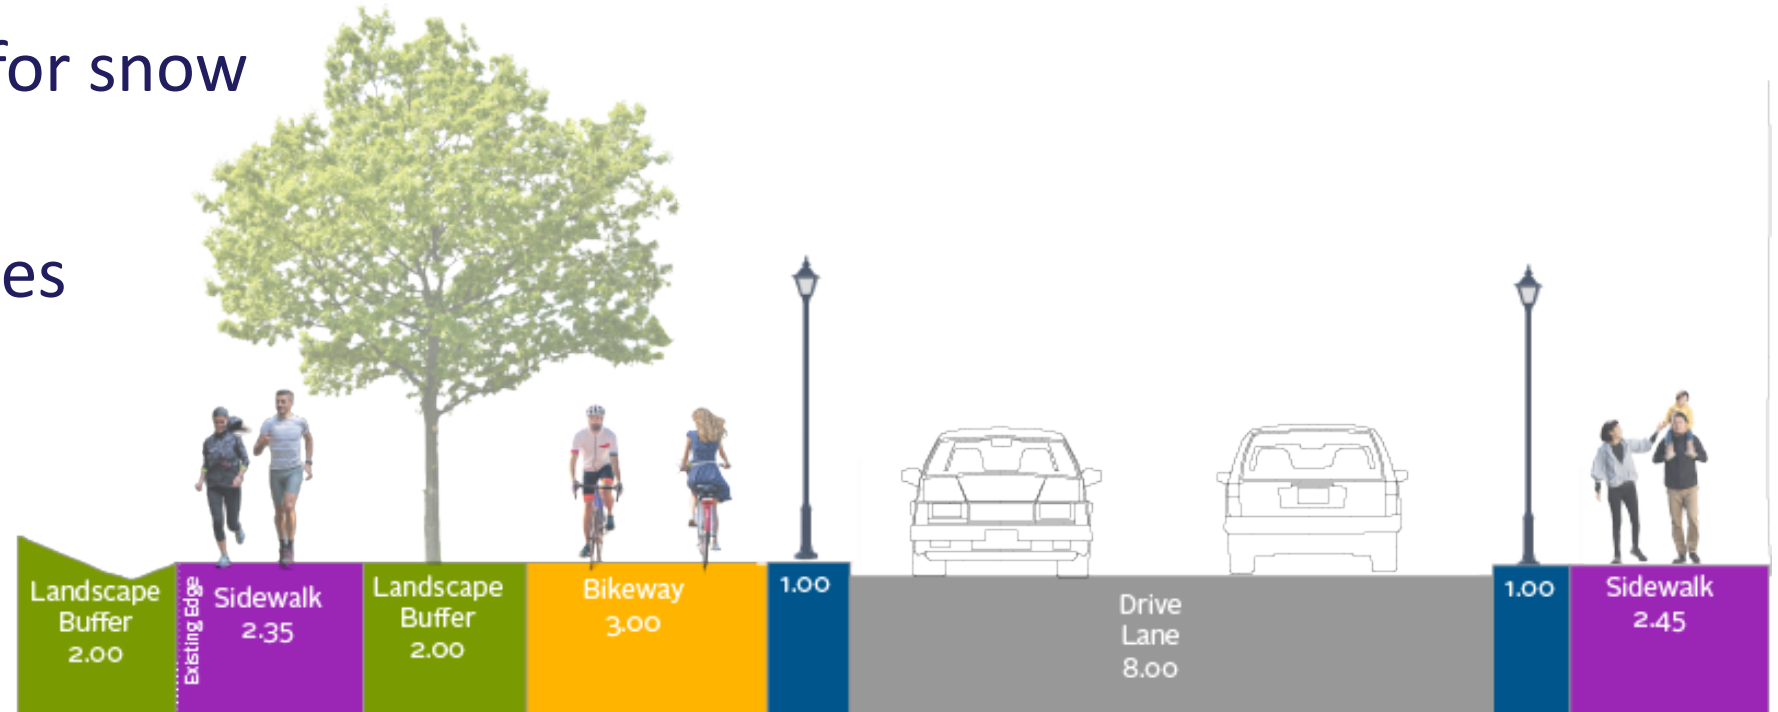 for snow
es
Landscape
Buffer
2.00
Existing Edge
Sidewalk
2.35
Landscape
Buffer
2.00
Bikeway
3.00
1.00
Drive
Lane
8.00
1.00
Sidewalk
2.45